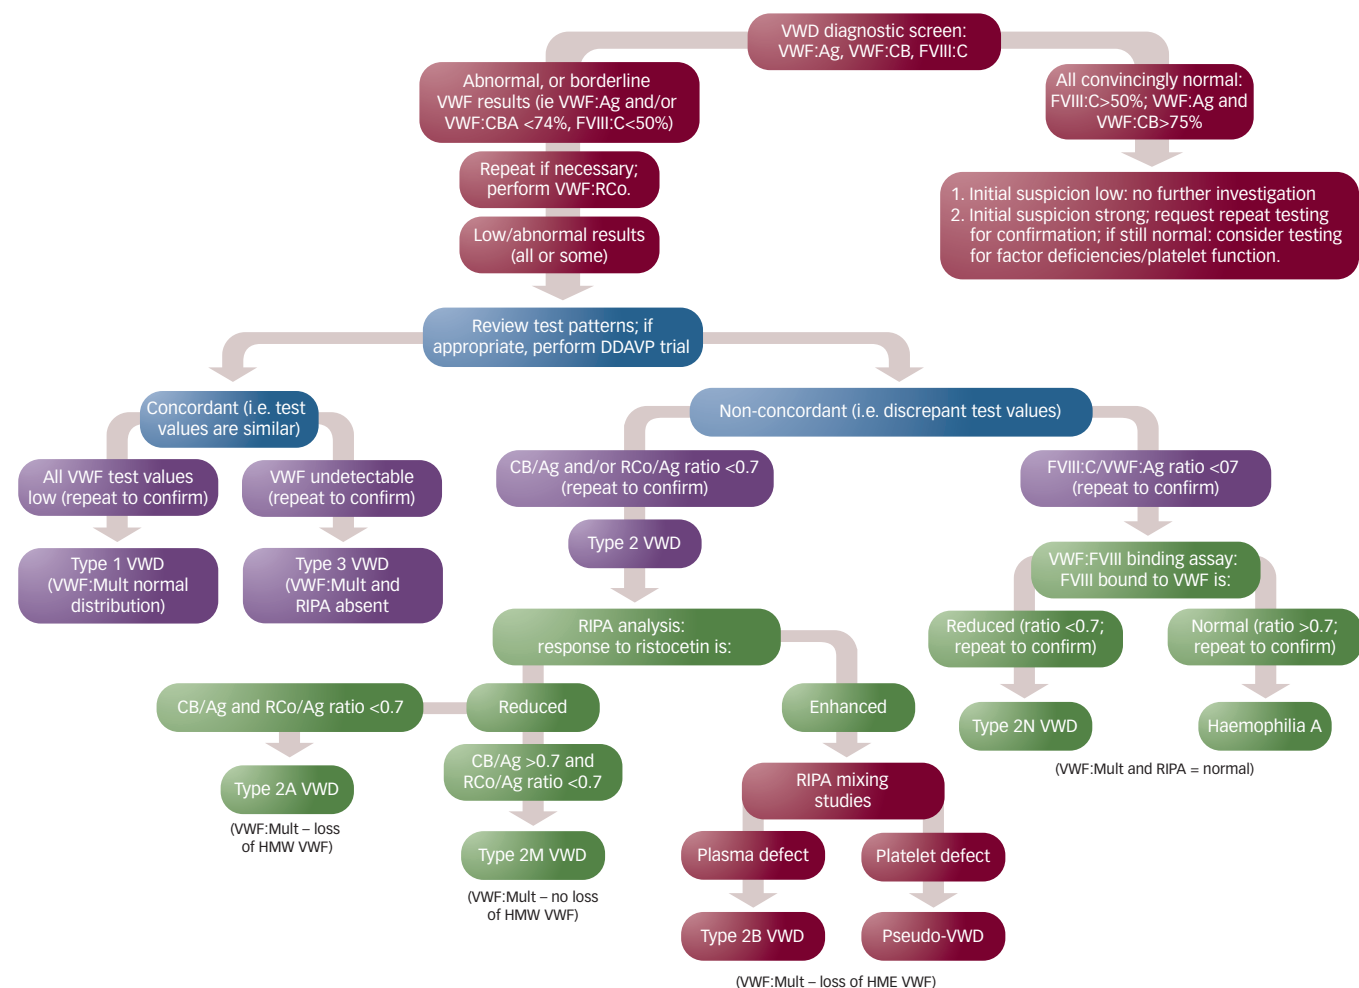 VWD diagnostic screen:
VWF:Ag, VWF:CB, FVIII:C
Abnormal, or borderline
VWF results (ie VWF:Ag and/or
VWF:CBA <74%, FVIII:C<50%)
All convincingly normal:
FVIII:C>50%; VWF:Ag and
VWF:CB>75%
Repeat if necessary;
perform VWF:RCo.
1. Initial suspicion low: no further investigation
2. Initial suspicion strong; request repeat testing
for confirmation; if still normal: consider testing
for factor deficiencies/platelet function.
Low/abnormal results
(all or some)
Review test patterns; if
appropriate, perform DDAVP trial
Concordant (i.e. test
values are similar)
Non-concordant (i.e. discrepant test values)
All VWF test values
low (repeat to confirm)
VWF undetectable
(repeat to confirm)
CB/Ag and/or RCo/Ag ratio <0.7
(repeat to confirm)
FVIII:C/VWF:Ag ratio <07
(repeat to confirm)
Type 1 VWD
(VWF:Mult normal
distribution)
Type 3 VWD
(VWF:Mult and
RIPA absent
Type 2 VWD
VWF:FVIII binding assay:
FVIII bound to VWF is:
RIPA analysis:
response to ristocetin is:
Reduced (ratio <0.7;
repeat to confirm)
Normal (ratio >0.7;
repeat to confirm)
CB/Ag and RCo/Ag ratio <0.7
Reduced
Enhanced
Type 2N VWD
Haemophilia A
(VWF:Mult and RIPA = normal)
CB/Ag >0.7 and
RCo/Ag ratio <0.7
Type 2A VWD
(VWF:Mult – loss
of HMW VWF)
RIPA mixing
studies
Type 2M VWD
(VWF:Mult – no loss
of HMW VWF)
Plasma defect
Platelet defect
Type 2B VWD
Pseudo-VWD
(VWF:Mult – loss of HME VWF)